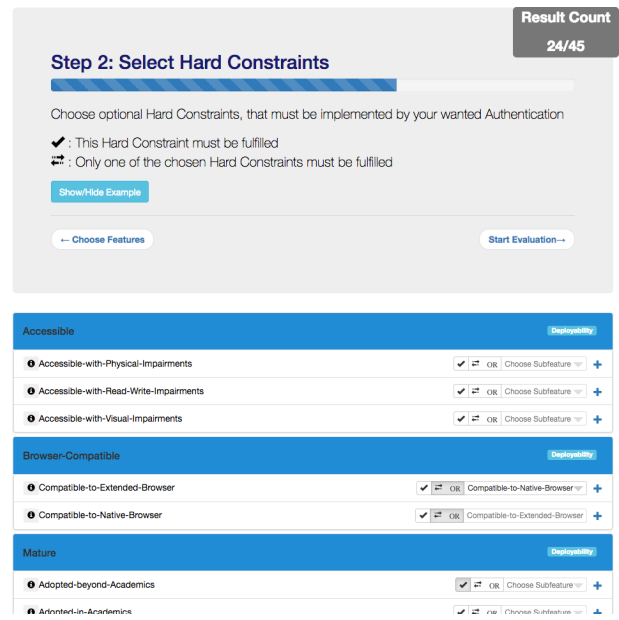 Result Count
24/45
Step 2: Select Hard Constraints
Choose optional Hard Constraints, that must be implemented by your wanted Authentication
✔ : This Hard Constraint must be fulfilled
⇄ : Only one of the chosen Hard Constraints must be fulfilled
Show/Hide Example
← Choose Features Start Evaluation→
Accessible Deployability
Accessible-with-Physical-Impairments OR Choose Subfeature +
Accessible-with-Read-Write-Impairments OR Choose Subfeature +
Accessible-with-Visual-Impairments OR Choose Subfeature +
Browser-Compatible Deployability
Compatible-to-Extended-Browser OR Compatible-to-Native-Browser +
Compatible-to-Native-Browser OR Compatible-to-Extended-Browser +
Mature Deployability
Adopted-beyond-Academics OR Choose Subfeature +
Adopted-in-Academics OR Choose Subfeature +